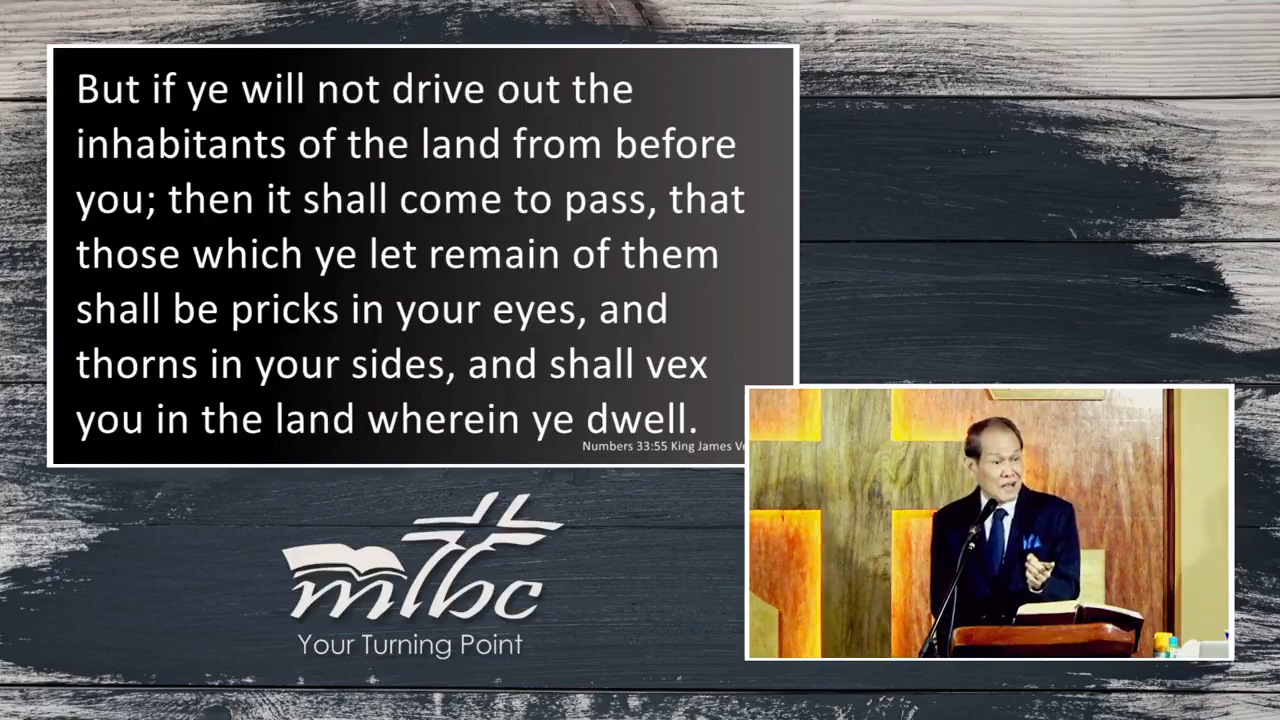 But if ye will not drive out the
inhabitants of the land from before
you; then it shall come to pass, that
those which ye let remain of them
shall be pricks in your eyes, and
thorns in your sides, and shall vex
you in the land wherein ye dwell.
Numbers 33:55 King James
mtbc
Your Turning Point